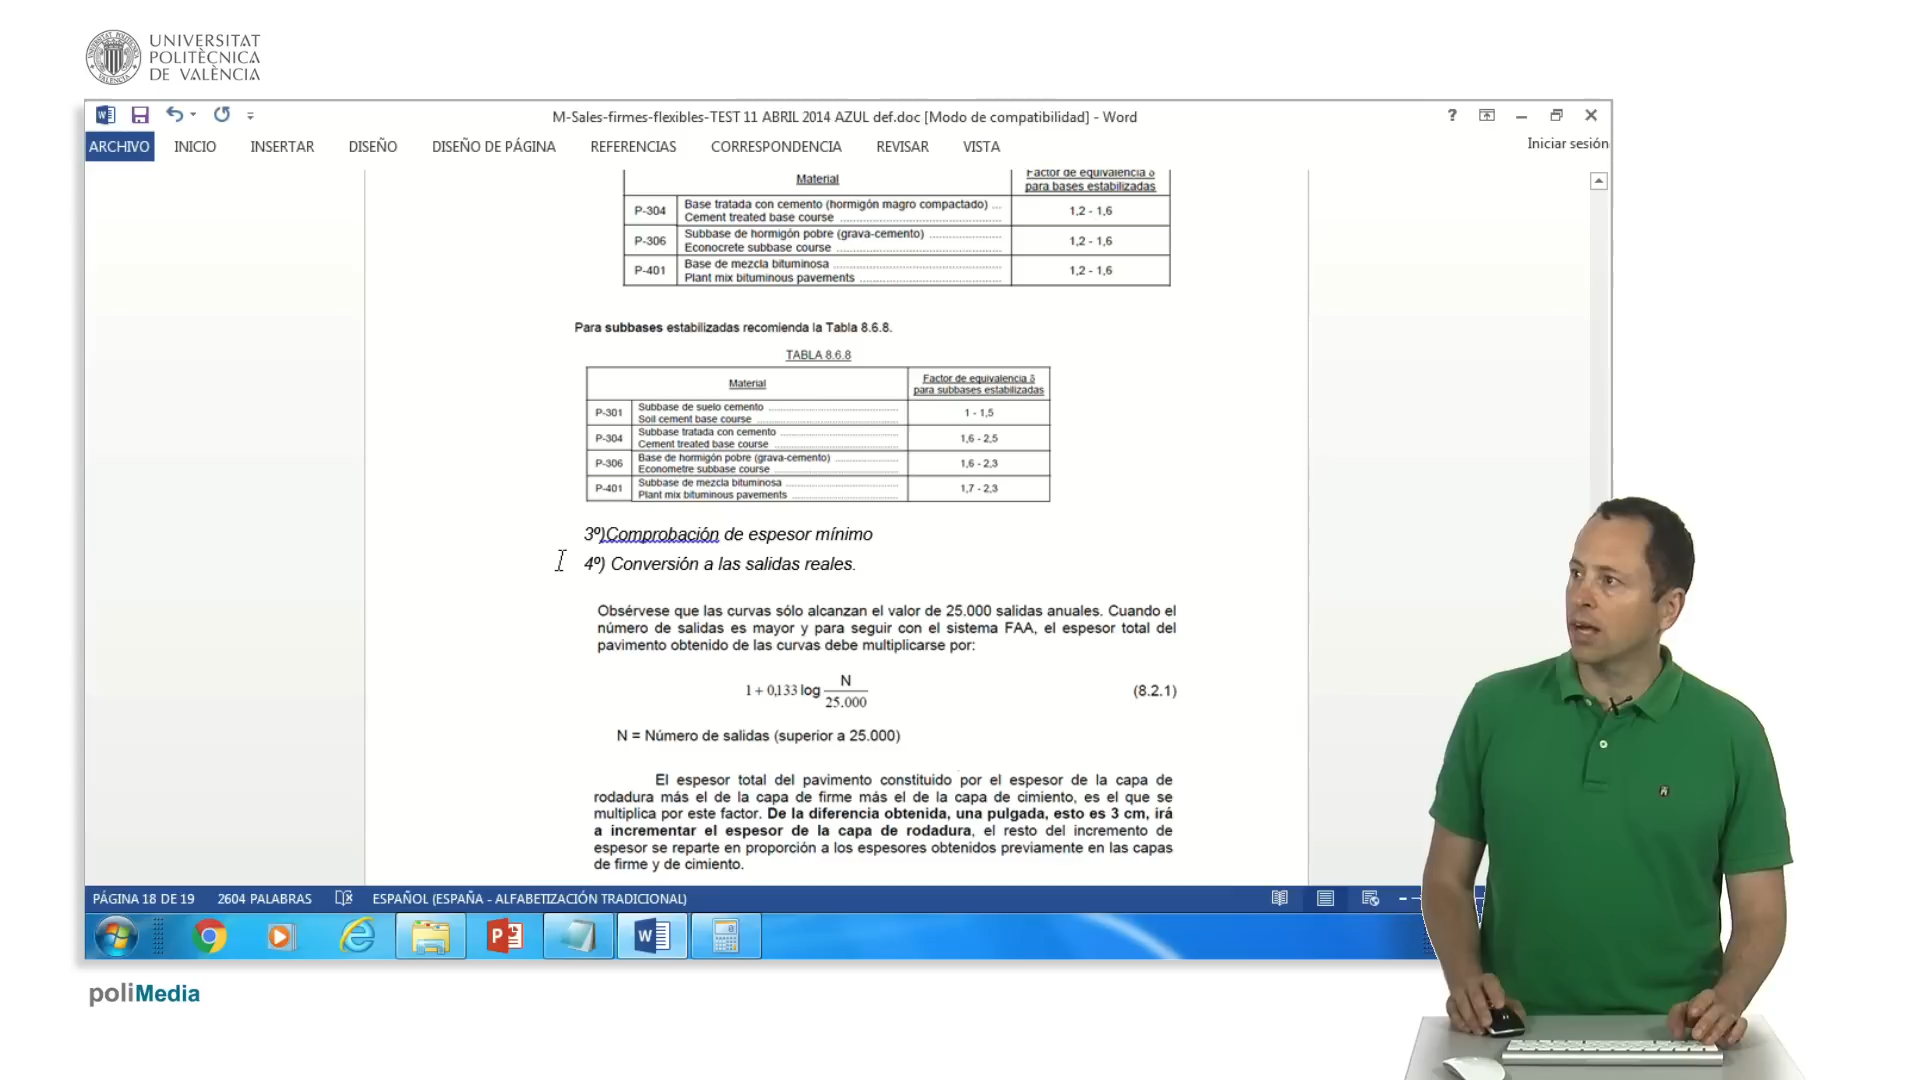 UNIVERSITAT
POLITÈCNICA
DE VALÈNCIA
M-Sales-firmes-flexibles-TEST 11 ABRIL 2014 AZUL def.doc [Modo de compatibilidad] - Word
ARCHIVO INICIO INSERTAR DISEÑO DISEÑO DE PÁGINA REFERENCIAS CORRESPONDENCIA REVISAR VISTA Iniciar sesión
Material
Factor de equivalencia δ
para bases estabilizadas
P-304 Base tratada con cemento (hormigón magro compactado) ... 1,2 - 1,6
Cement treated base course
P-306 Subbase de hormigón pobre (grava-cemento) 1,2 - 1,6
Econocrete subbase course
P-401 Base de mezcla bituminosa 1,2 - 1,6
Plant mix bituminous pavements
Para subbases estabilizadas recomienda la Tabla 8.6.8.
TABLA 8.6.8
Material
Factor de equivalencia δ
para subbases estabilizadas
P-301 Subbase de suelo cemento 1 - 1,5
Soil cement base course
P-304 Subbase tratada con cemento 1,6 - 2,5
Cement treated base course
P-306 Base de hormigón pobre (grava-cemento) 1,6 - 2,3
Econometre subbase course
P-401 Subbase de mezcla bituminosa 1,7 - 2,3
Plant mix bituminous pavements
3º)Comprobación de espesor mínimo
4º) Conversión a las salidas reales.
Obsérvese que las curvas sólo alcanzan el valor de 25.000 salidas anuales. Cuando el
número de salidas es mayor y para seguir con el sistema FAA, el espesor total del
pavimento obtenido de las curvas debe multiplicarse por:
1 + 0,133 log N / 25.000 (8.2.1)
N = Número de salidas (superior a 25.000)
El espesor total del pavimento constituido por el espesor de la capa de
rodadura más el de la capa de firme más el de la capa de cimiento, es el que se
multiplica por este factor. De la diferencia obtenida, una pulgada, esto es 3 cm, irá
a incrementar el espesor de la capa de rodadura, el resto del incremento de
espesor se reparte en proporción a los espesores obtenidos previamente en las capas
de firme y de cimiento.
PÁGINA 18 DE 19 2604 PALABRAS ESPAÑOL (ESPAÑA - ALFABETIZACIÓN TRADICIONAL)
poliMedia